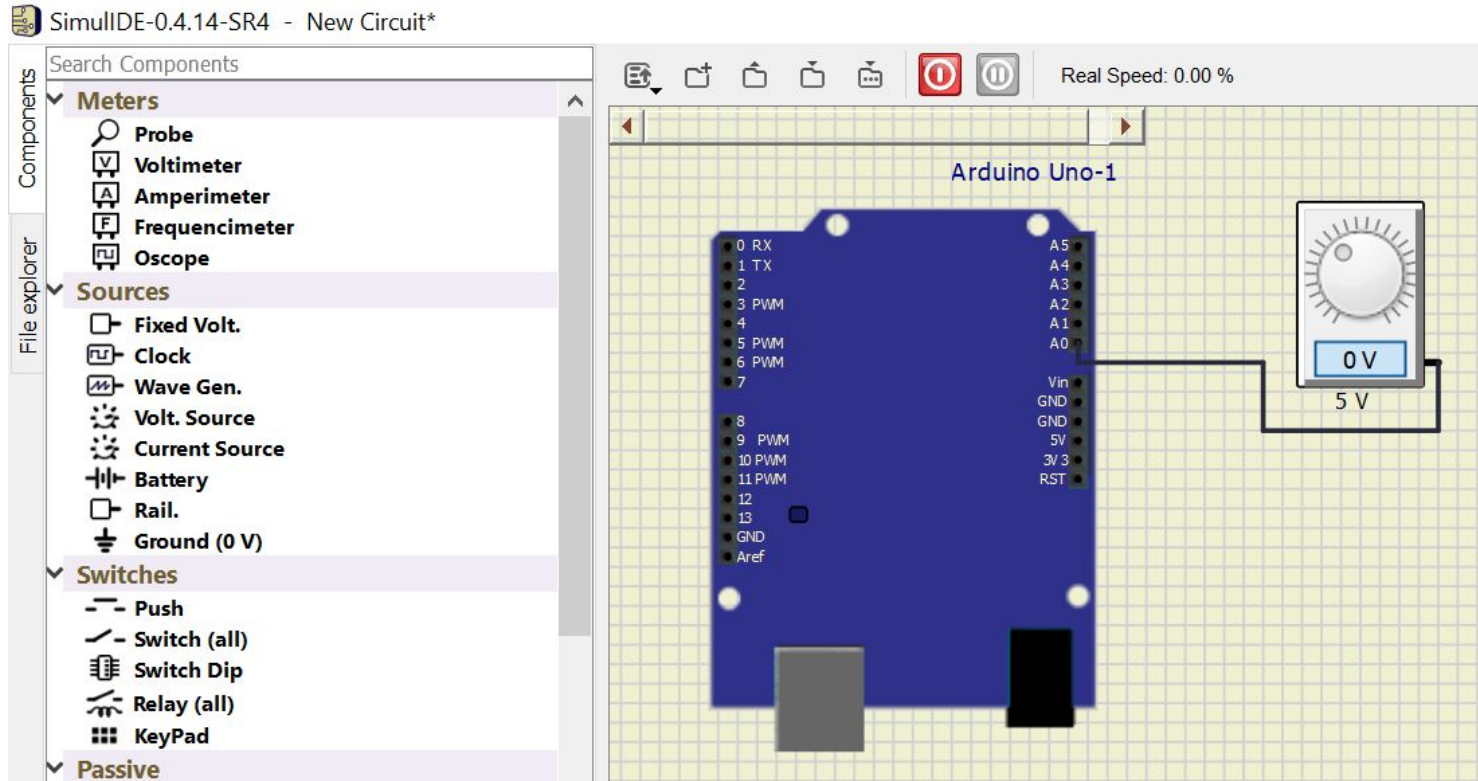 SimulIDE-0.4.14-SR4 - New Circuit*
Components
File explorer
Search Components
Meters
Probe
Voltimeter
Amperimeter
Frequencimeter
Oscope
Sources
Fixed Volt.
Clock
Wave Gen.
Volt. Source
Current Source
Battery
Rail.
Ground (0 V)
Switches
Push
Switch (all)
Switch Dip
Relay (all)
KeyPad
Passive
Real Speed: 0.00 %
Arduino Uno-1
0 RX
1 TX
2
3 PWM
4
5 PWM
6 PWM
7
8
9 PWM
10 PWM
11 PWM
12
13
GND
Aref
A5
A4
A3
A2
A1
A0
Vin
GND
GND
5V
3V3
RST
0 V
5 V